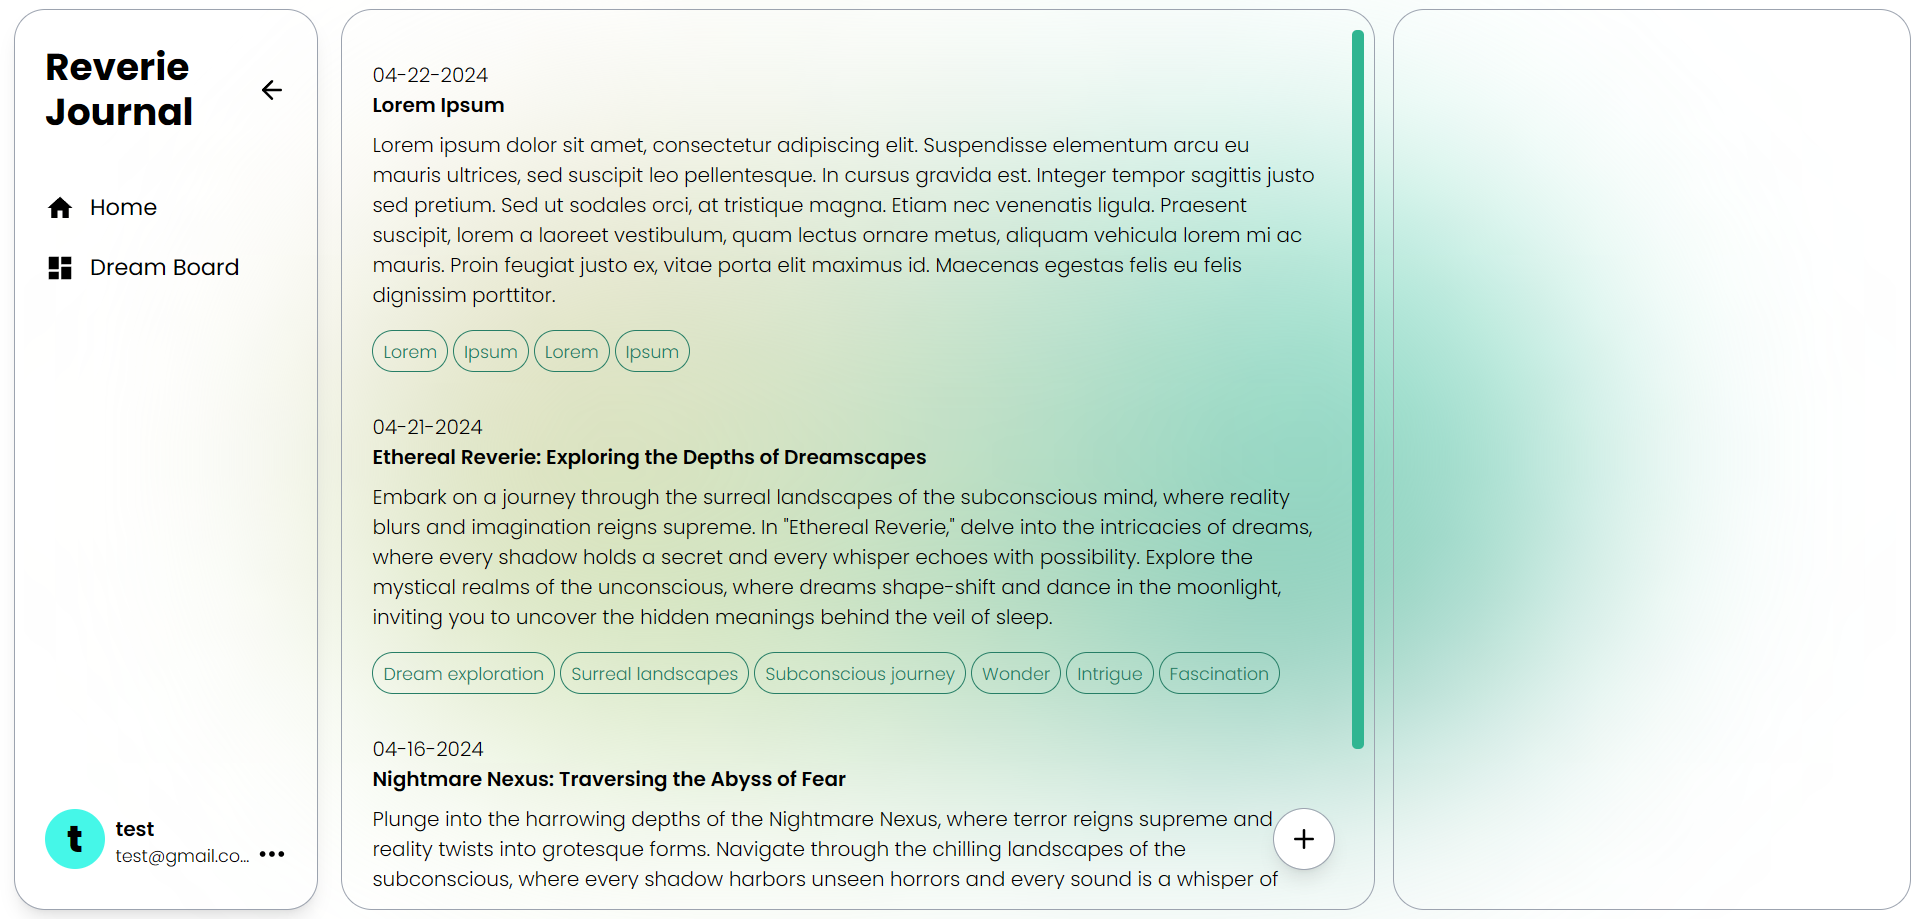 Reverie
Journal
Home
Dream Board
t
test
test@gmail.co...
04-22-2024
Lorem Ipsum
Lorem ipsum dolor sit amet, consectetur adipiscing elit. Suspendisse elementum arcu eu
mauris ultrices, sed suscipit leo pellentesque. In cursus gravida est. Integer tempor sagittis justo
sed pretium. Sed ut sodales orci, at tristique magna. Etiam nec venenatis ligula. Praesent
suscipit, lorem a laoreet vestibulum, quam lectus ornare metus, aliquam vehicula lorem mi ac
mauris. Proin feugiat justo ex, vitae porta elit maximus id. Maecenas egestas felis eu felis
dignissim porttitor.
Lorem Ipsum Lorem Ipsum
04-21-2024
Ethereal Reverie: Exploring the Depths of Dreamscapes
Embark on a journey through the surreal landscapes of the subconscious mind, where reality
blurs and imagination reigns supreme. In "Ethereal Reverie," delve into the intricacies of dreams,
where every shadow holds a secret and every whisper echoes with possibility. Explore the
mystical realms of the unconscious, where dreams shape-shift and dance in the moonlight,
inviting you to uncover the hidden meanings behind the veil of sleep.
Dream exploration Surreal landscapes Subconscious journey Wonder Intrigue Fascination
04-16-2024
Nightmare Nexus: Traversing the Abyss of Fear
Plunge into the harrowing depths of the Nightmare Nexus, where terror reigns supreme and
reality twists into grotesque forms. Navigate through the chilling landscapes of the
subconscious, where every shadow harbors unseen horrors and every sound is a whisper of